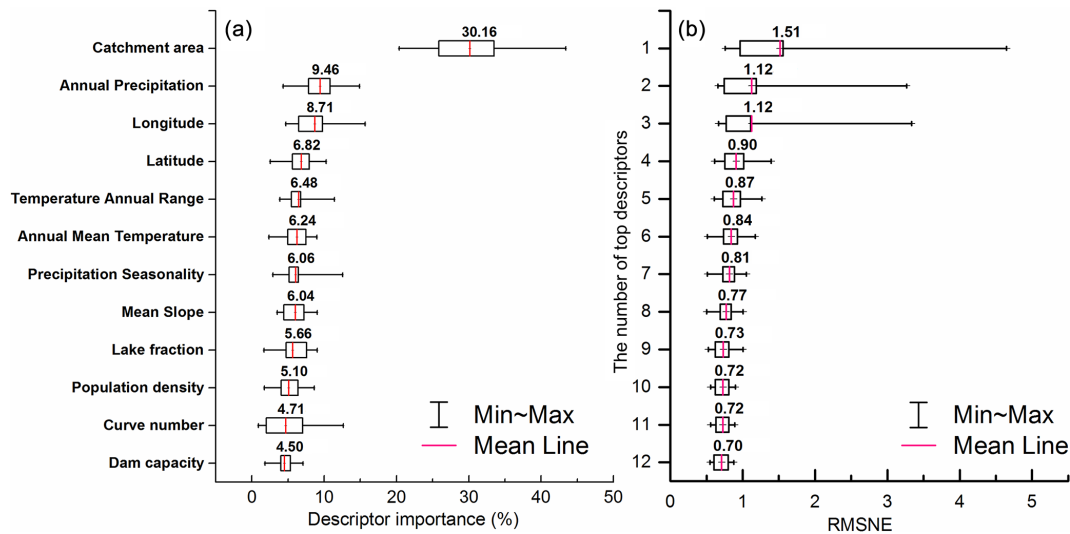 (a)
Catchment area
30.16
Annual Precipitation
9.46
Longitude
8.71
Latitude
6.82
Temperature Annual Range
6.48
Annual Mean Temperature
6.24
Precipitation Seasonality
6.06
Mean Slope
6.04
Lake fraction
5.66
Population density
5.10
Curve number
4.71
Dam capacity
4.50
Min~Max
Mean Line
0 10 20 30 40 50
Descriptor importance (%)
(b)
The number of top descriptors
1
1.51
2
1.12
3
1.12
4
0.90
5
0.87
6
0.84
7
0.81
8
0.77
9
0.73
10
0.72
11
0.72
12
0.70
Min~Max
Mean Line
0 1 2 3 4 5
RMSNE